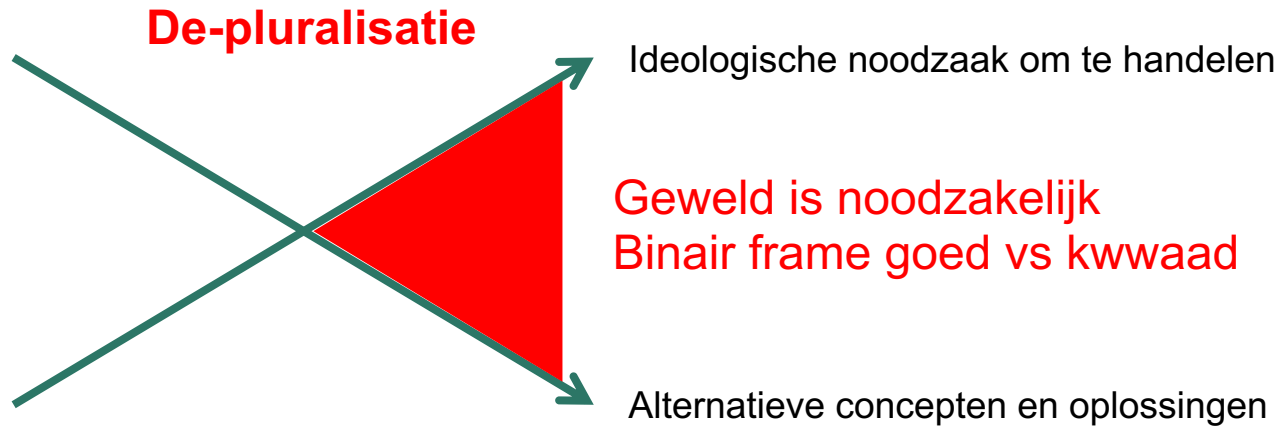 De-pluralisatie
Ideologische noodzaak om te handelen
Geweld is noodzakelijk
Binair frame goed vs kwwaad
Alternatieve concepten en oplossingen